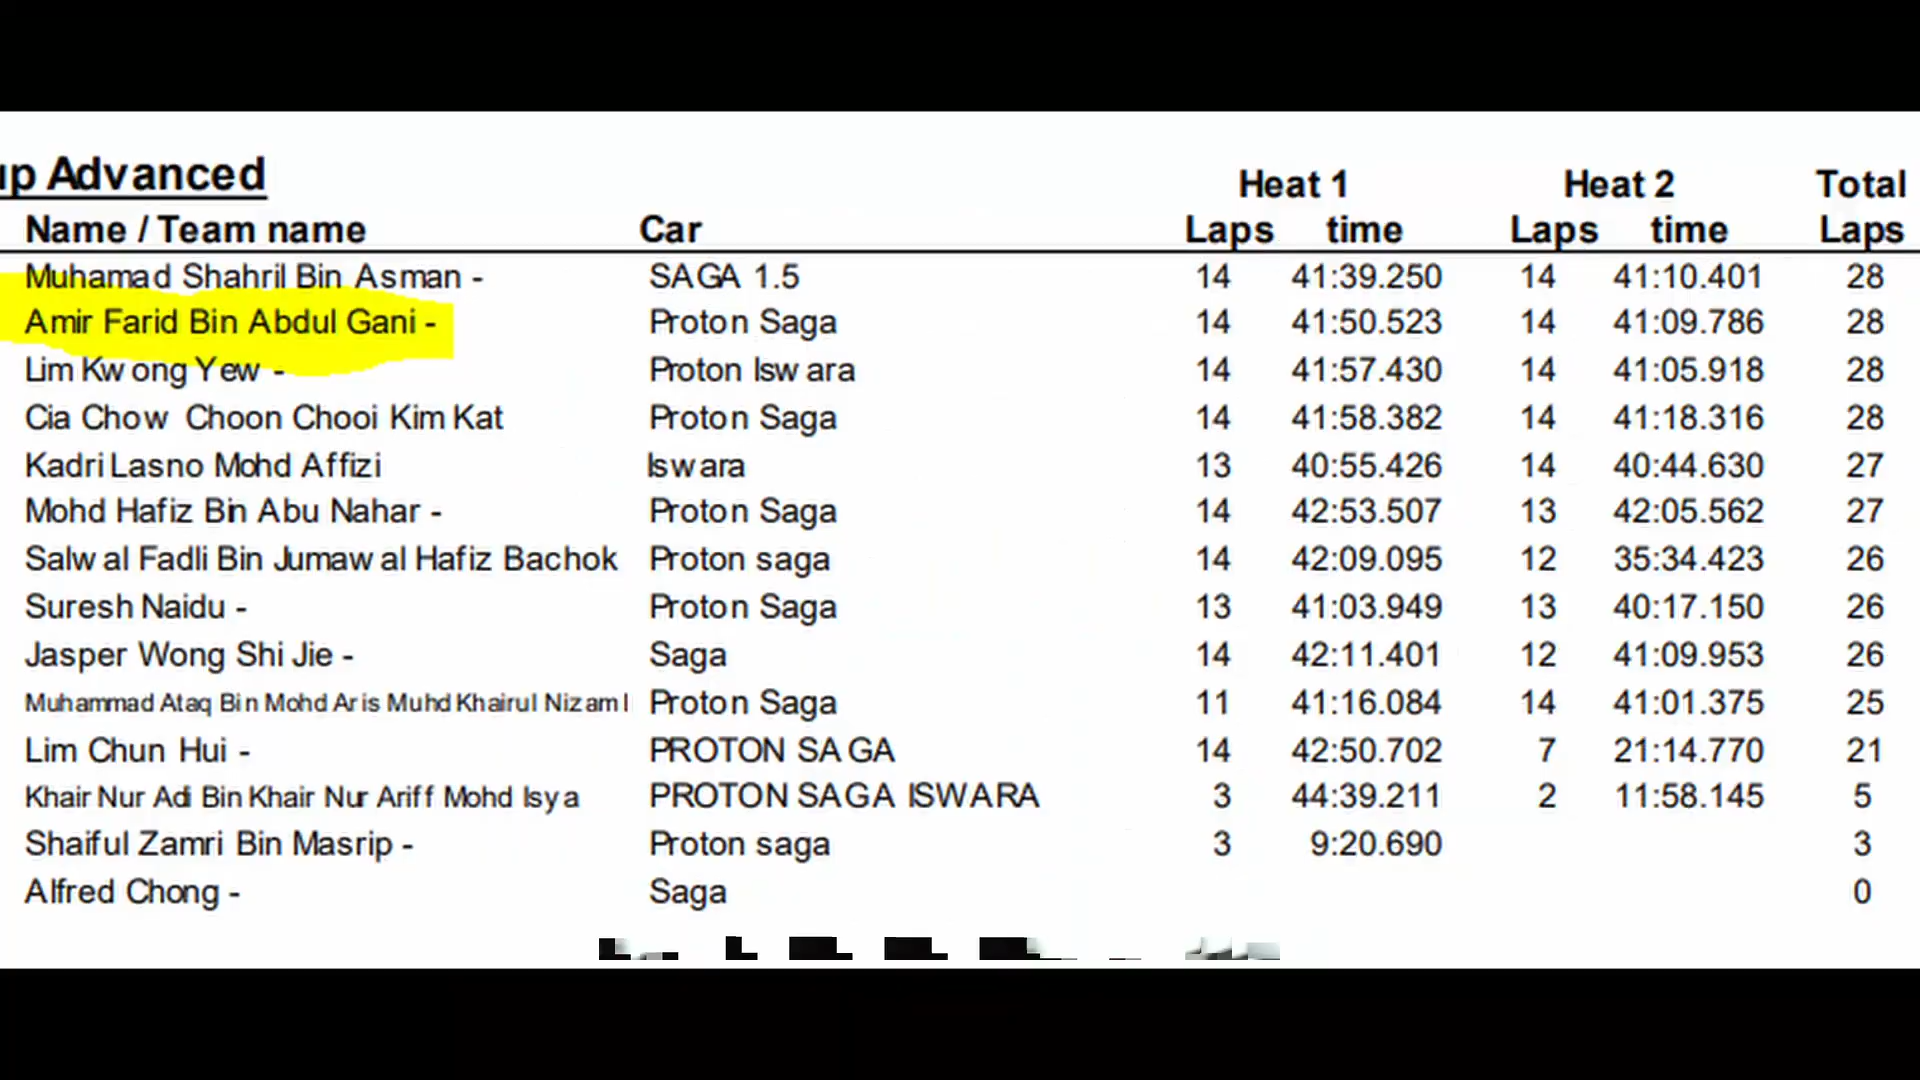 up Advanced Heat 1 Heat 2 Total
Name / Team name Car Laps time Laps time Laps
Muhamad Shahril Bin Asman - SAGA 1.5 14 41:39.250 14 41:10.401 28
Amir Farid Bin Abdul Gani - Proton Saga 14 41:50.523 14 41:09.786 28
Lim Kwong Yew - Proton Iswara 14 41:57.430 14 41:05.918 28
Cia Chow Choon Chooi Kim Kat Proton Saga 14 41:58.382 14 41:18.316 28
Kadri Lasno Mohd Affizi Iswara 13 40:55.426 14 40:44.630 27
Mohd Hafiz Bin Abu Nahar - Proton Saga 14 42:53.507 13 42:05.562 27
Salwal Fadli Bin Jumawal Hafiz Bachok Proton saga 14 42:09.095 12 35:34.423 26
Suresh Naidu - Proton Saga 13 41:03.949 13 40:17.150 26
Jasper Wong Shi Jie - Saga 14 42:11.401 12 41:09.953 26
Muhammad Ataq Bin Mohd Aris Muhd Khairul Nizam I Proton Saga 11 41:16.084 14 41:01.375 25
Lim Chun Hui - PROTON SAGA 14 42:50.702 7 21:14.770 21
Khair Nur Adi Bin Khair Nur Ariff Mohd Isya PROTON SAGA ISWARA 3 44:39.211 2 11:58.145 5
Shaiful Zamri Bin Masrip - Proton saga 3 9:20.690 3
Alfred Chong - Saga 0